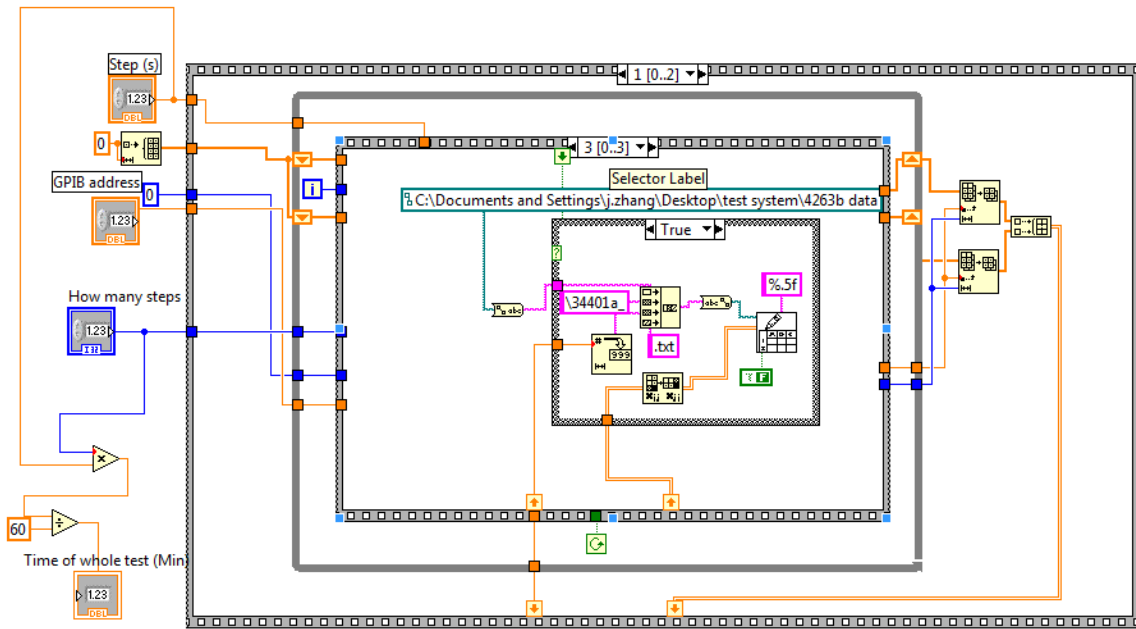 Step (s)
1.23
DBL
1 [0..2]
0
GPIB address
0
1.23
DBL
3 [0..3]
i
Selector Label
C:\Documents and Settings\j.zhang\Desktop\test system\4263b data
True
?
\34401a_
%.5f
abc
abc
.txt
#
999
F
How many steps
1.23
I32
×
60
÷
Time of whole test (Min)
1.23
DBL